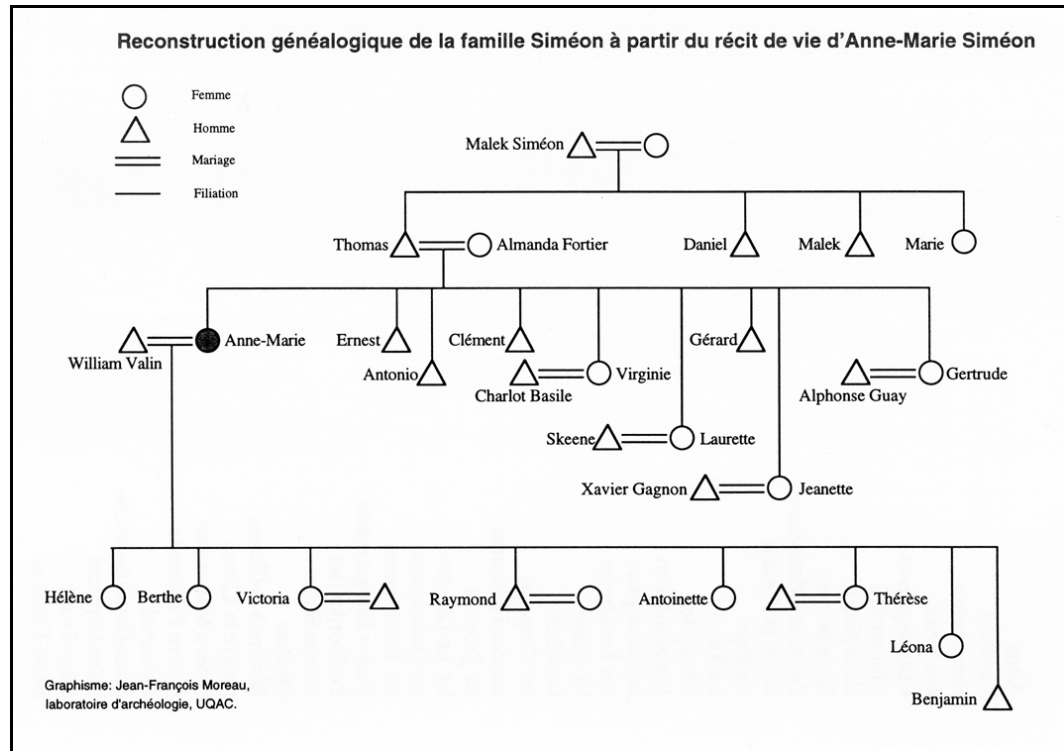 Reconstruction généalogique de la famille Siméon à partir du récit de vie d'Anne-Marie Siméon
Femme
Homme
Mariage
Filiation
Malek Siméon
Thomas
Almanda Fortier
Daniel
Malek
Marie
William Valin
Anne-Marie
Ernest
Antonio
Clément
Charlot Basile
Virginie
Skeene
Laurette
Gérard
Xavier Gagnon
Jeanette
Alphonse Guay
Gertrude
Hélène
Berthe
Victoria
Raymond
Antoinette
Thérèse
Léona
Benjamin
Graphisme: Jean-François Moreau,
laboratoire d'archéologie, UQAC.